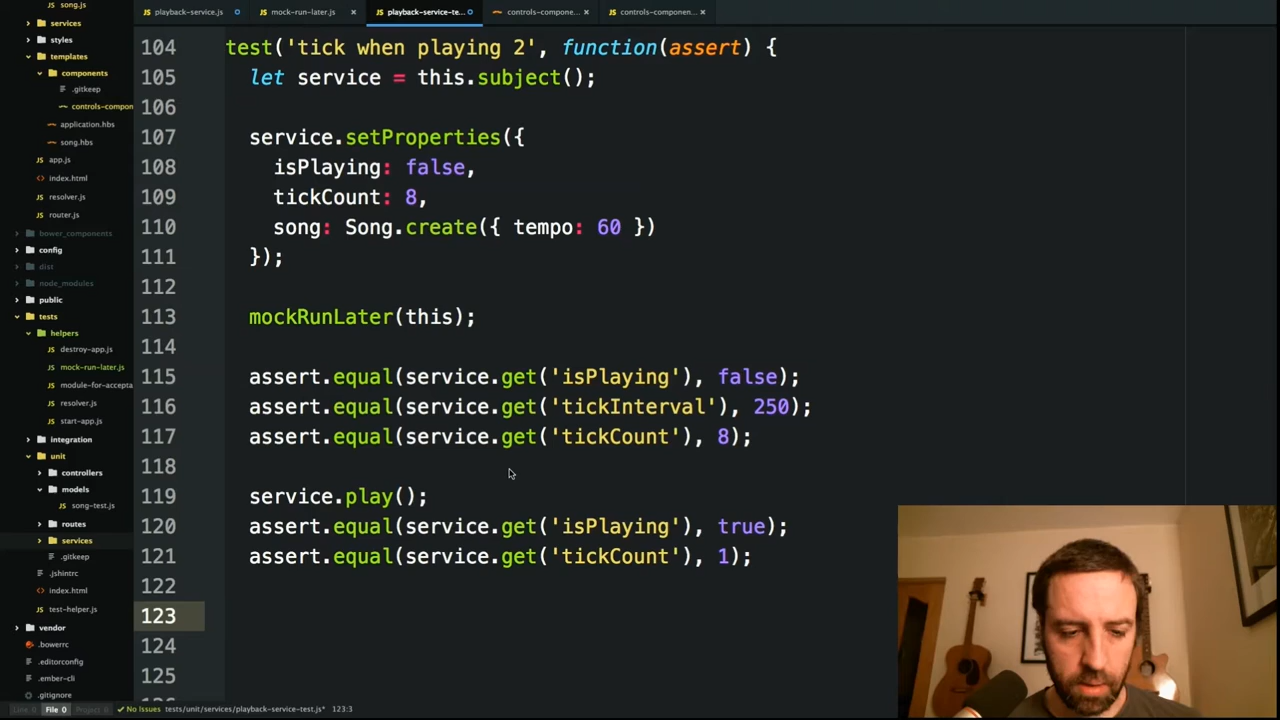 song.js
services
styles
templates
components
.gitkeep
controls-compon
application.hbs
song.hbs
app.js
index.html
resolver.js
router.js
bower_components
config
dist
node_modules
public
tests
helpers
destroy-app.js
mock-run-later.js
module-for-accepta
resolver.js
start-app.js
integration
unit
controllers
models
song-test.js
routes
services
.gitkeep
.jshintrc
index.html
test-helper.js
vendor
.bowerrc
.editorconfig
.ember-cli
.gitignore
playback-service.js
mock-run-later.js
playback-service-te...
controls-compone...
controls-componen...
104 test('tick when playing 2', function(assert) {
105 let service = this.subject();
106
107 service.setProperties({
108 isPlaying: false,
109 tickCount: 8,
110 song: Song.create({ tempo: 60 })
111 });
112
113 mockRunLater(this);
114
115 assert.equal(service.get('isPlaying'), false);
116 assert.equal(service.get('tickInterval'), 250);
117 assert.equal(service.get('tickCount'), 8);
118
119 service.play();
120 assert.equal(service.get('isPlaying'), true);
121 assert.equal(service.get('tickCount'), 1);
122
123
124
125
Line 0 File 0 Project 0 No Issues tests/unit/services/playback-service-test.js* 123:3